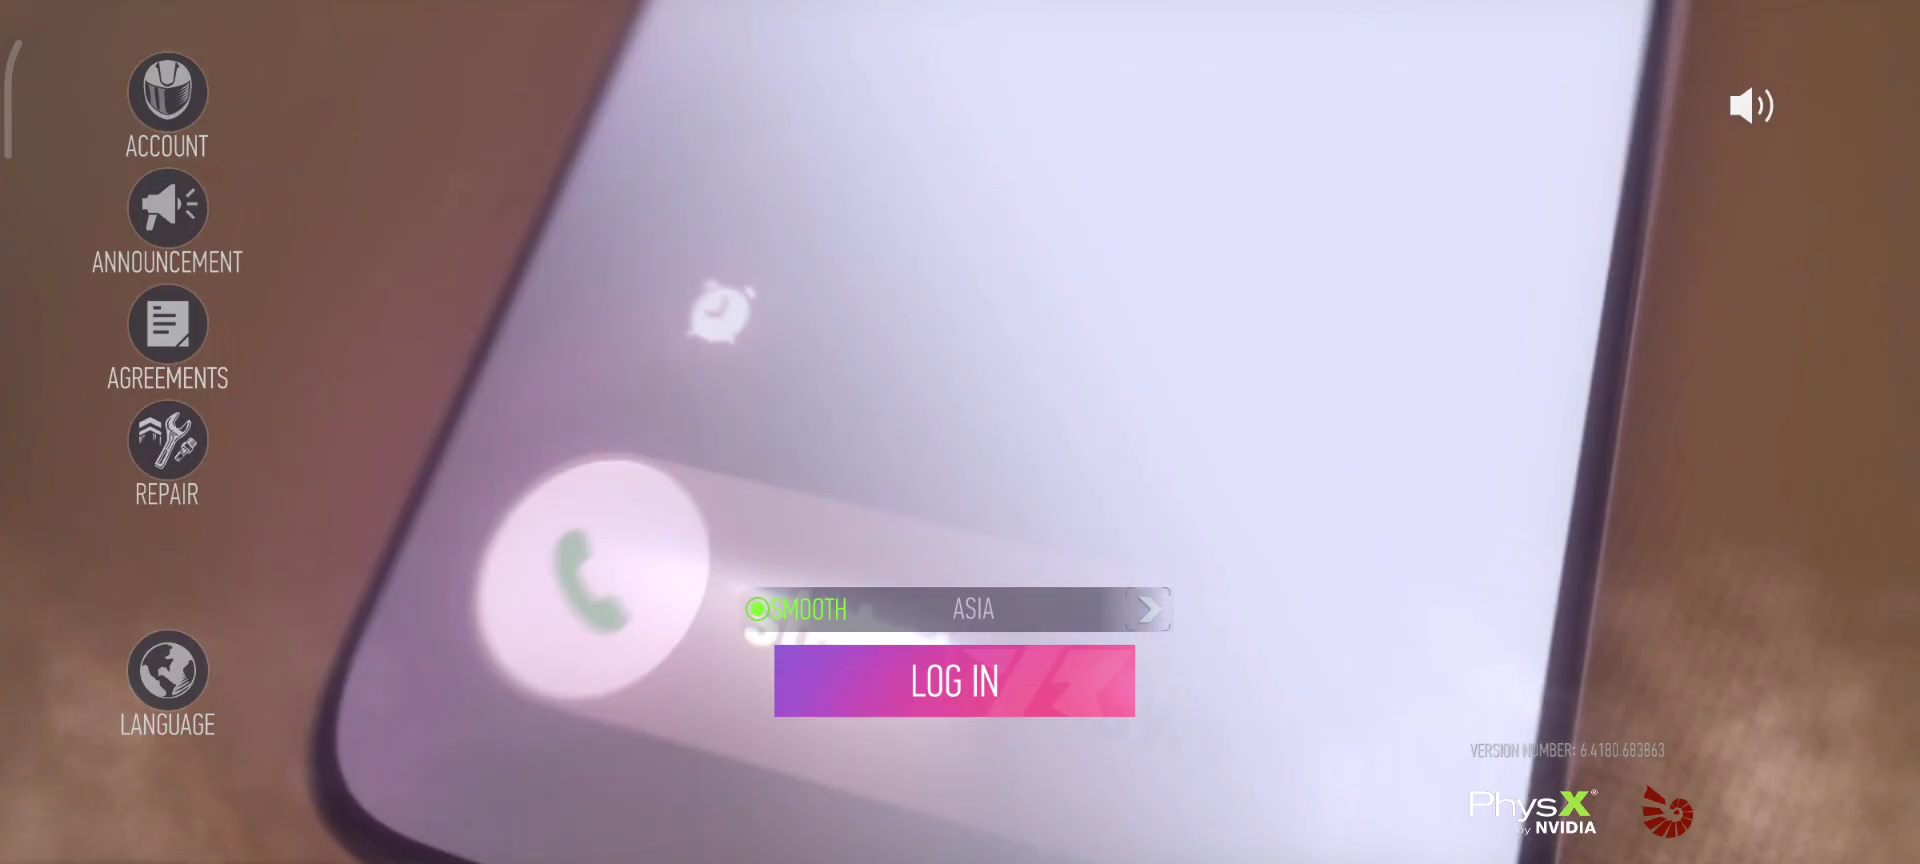 ACCOUNT
ANNOUNCEMENT
AGREEMENTS
REPAIR
LANGUAGE
SMOOTH ASIA
LOG IN
VERSION NUMBER: 6.4180.683863
PhysX®
by NVIDIA